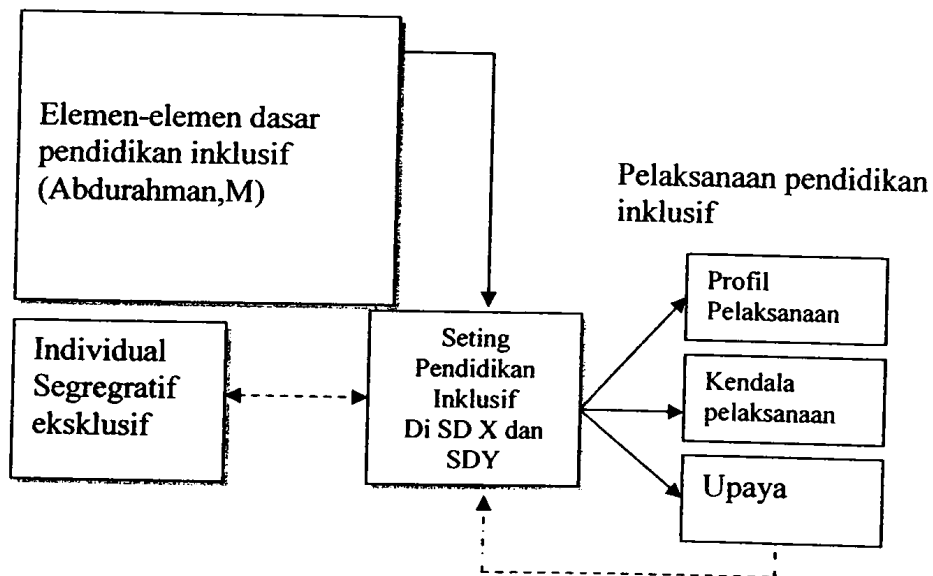 Elemen-elemen dasar
pendidikan inklusif
(Abdurahman,M)
Pelaksanaan pendidikan
inklusif
Individual
Segregratif
eksklusif
Seting
Pendidikan
Inklusif
Di SD X dan
SDY
Profil
Pelaksanaan
Kendala
pelaksanaan
Upaya